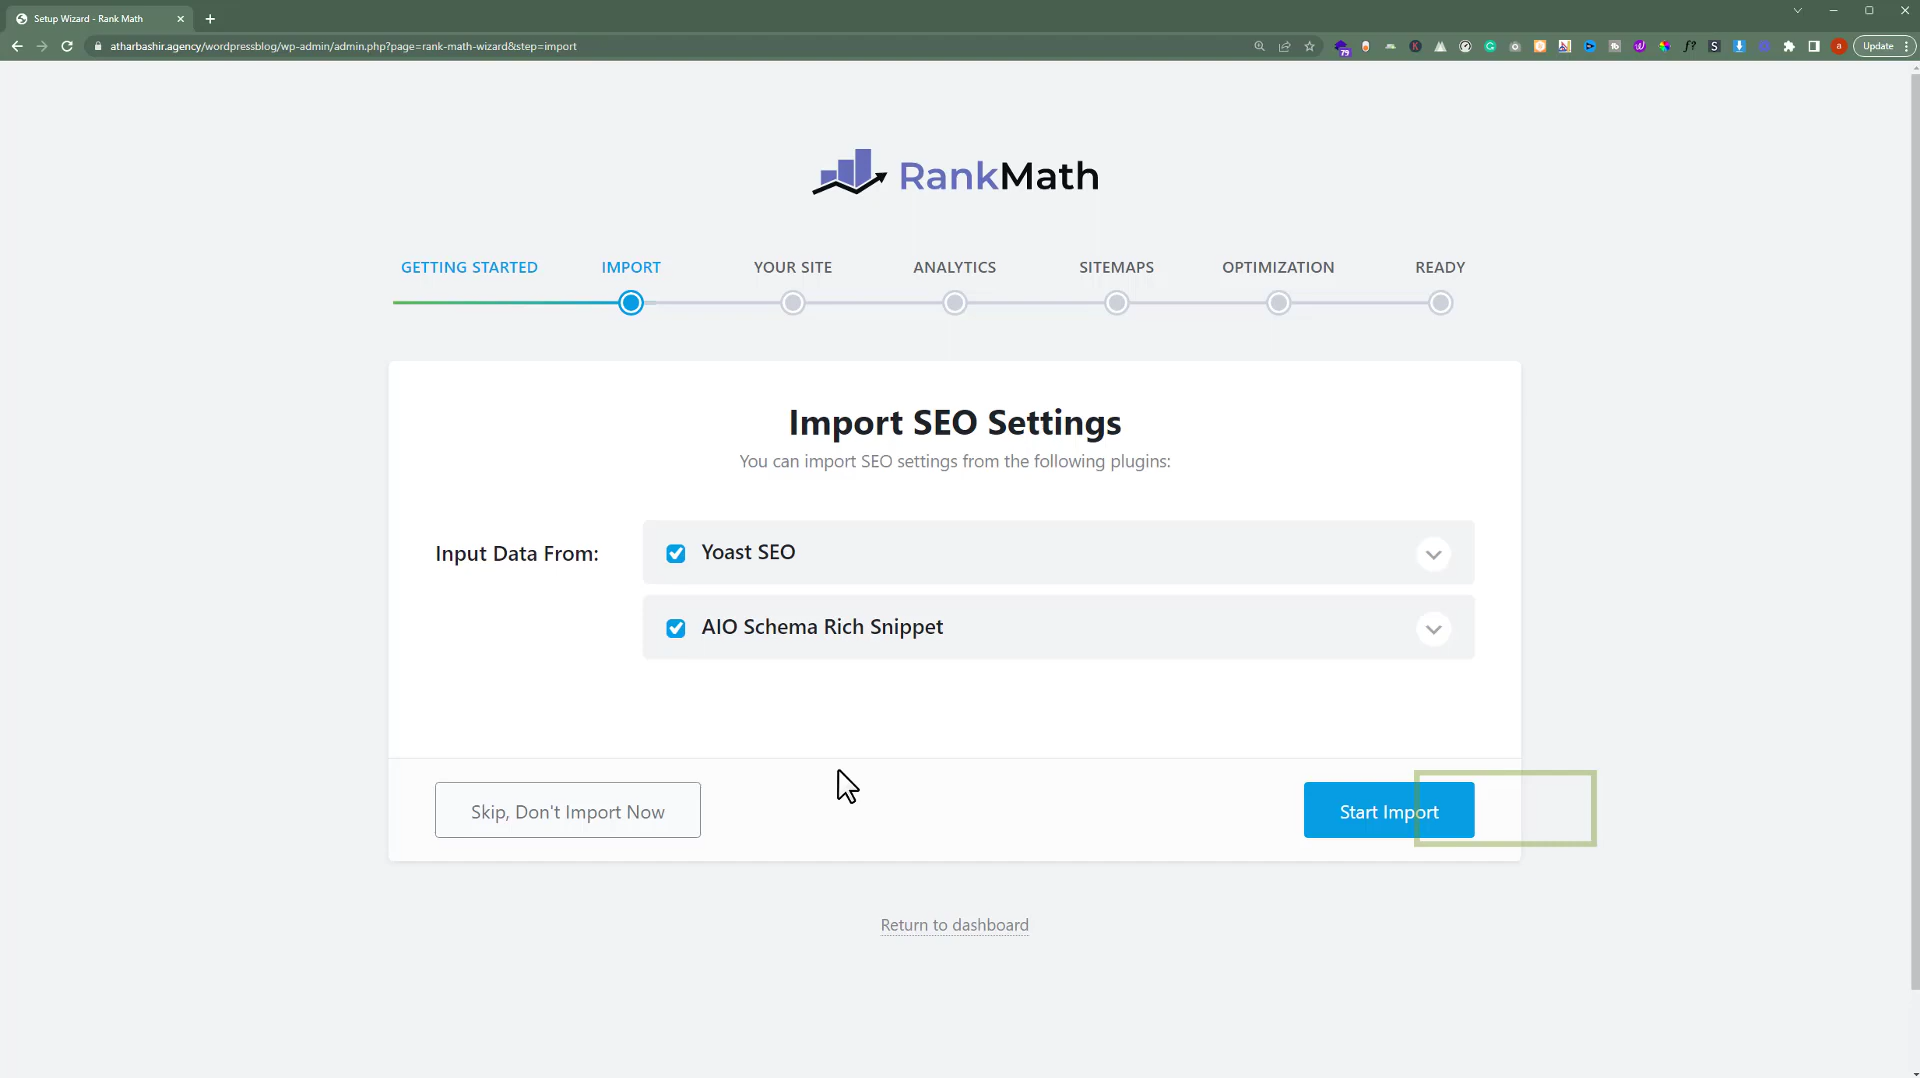 Setup Wizard - Rank Math
atharbashir.agency/wordpressblog/wp-admin/admin.php?page=rank-math-wizard&step=import
79
K
f?
S
a
Update
RankMath
GETTING STARTED
IMPORT
YOUR SITE
ANALYTICS
SITEMAPS
OPTIMIZATION
READY
Import SEO Settings
You can import SEO settings from the following plugins:
Input Data From:
Yoast SEO
AIO Schema Rich Snippet
Skip, Don't Import Now
Start Import
Return to dashboard